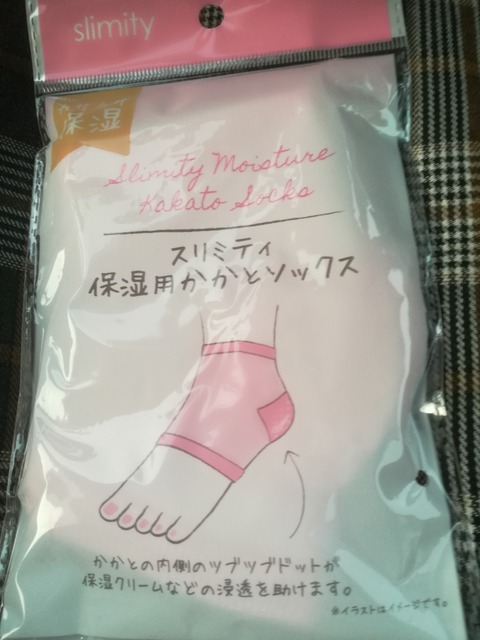 slimity
保湿
Slimity Moisture
Kakato Socks
スリミティ
保湿用かかとソックス
かかとの内側のツブツブドットが
保湿クリームなどの浸透を助けます。
※イラストはイメージです。